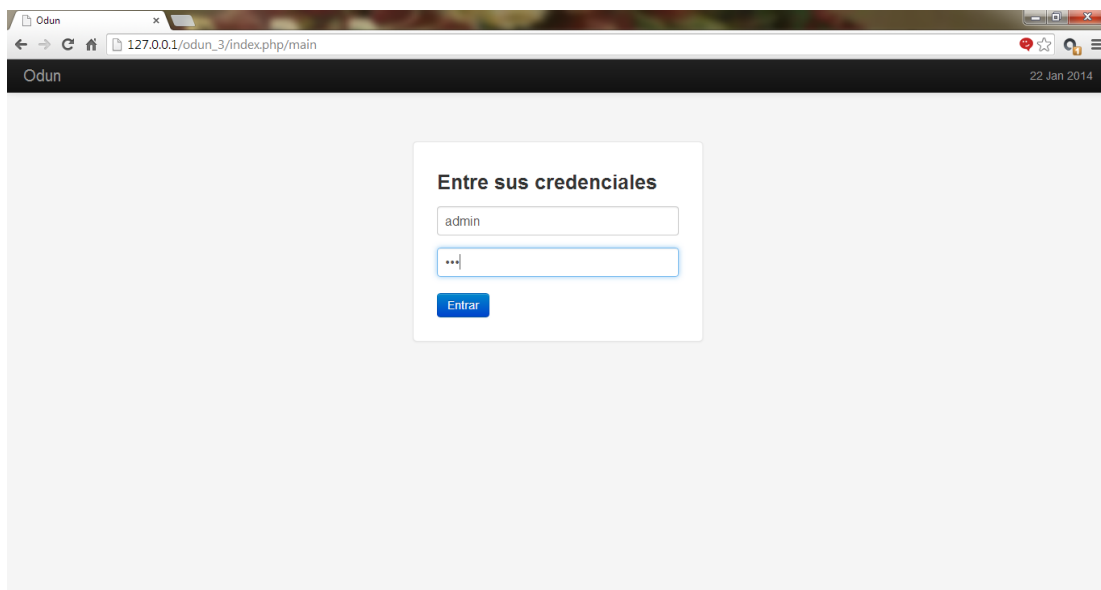 Odun
127.0.0.1/odun_3/index.php/main
Odun
22 Jan 2014
Entre sus credenciales
admin
•••
Entrar